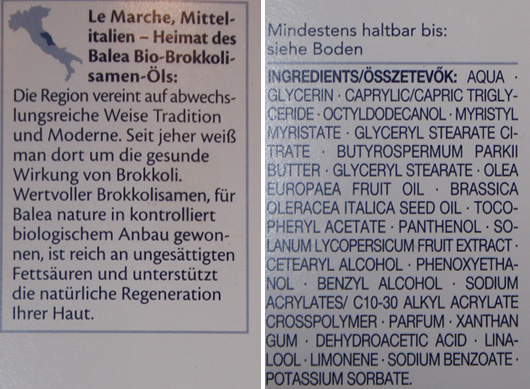 Le Marche, Mittel-
italien – Heimat des
Balea Bio-Brokkoli-
samen-Öls:
Die Region vereint auf abwechs-
lungsreiche Weise Tradition
und Moderne. Seit jeher weiß
man dort um die gesunde
Wirkung von Brokkoli.
Wertvoller Brokkolisamen, für
Balea nature in kontrolliert
biologischem Anbau gewon-
nen, ist reich an ungesättigten
Fettsäuren und unterstützt
die natürliche Regeneration
Ihrer Haut.
Mindestens haltbar bis:
siehe Boden
INGREDIENTS/ÖSSZETEVŐK: AQUA ·
GLYCERIN · CAPRYLIC/CAPRIC TRIGLY-
CERIDE · OCTYLDODECANOL · MYRISTYL
MYRISTATE · GLYCERYL STEARATE CI-
TRATE · BUTYROSPERMUM PARKII
BUTTER · GLYCERYL STEARATE · OLEA
EUROPAEA FRUIT OIL · BRASSICA
OLERACEA ITALICA SEED OIL · TOCO-
PHERYL ACETATE · PANTHENOL · SO-
LANUM LYCOPERSICUM FRUIT EXTRACT ·
CETEARYL ALCOHOL · PHENOXYETHA-
NOL · BENZYL ALCOHOL · SODIUM
ACRYLATES/ C10-30 ALKYL ACRYLATE
CROSSPOLYMER · PARFUM · XANTHAN
GUM · DEHYDROACETIC ACID · LINA-
LOOL · LIMONENE · SODIUM BENZOATE ·
POTASSIUM SORBATE.